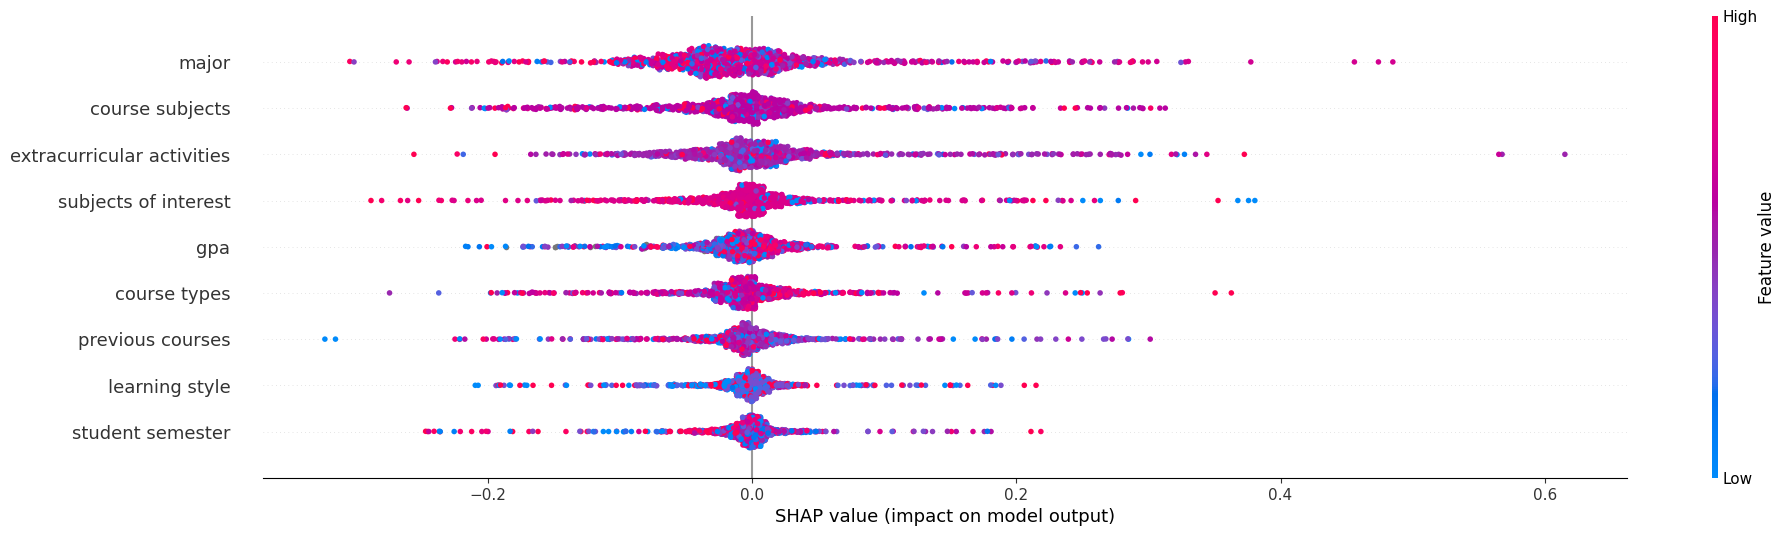 High
major
course subjects
extracurricular activities
subjects of interest
gpa
course types
previous courses
learning style
student semester
Feature value
Low
−0.2
0.0
0.2
0.4
0.6
SHAP value (impact on model output)